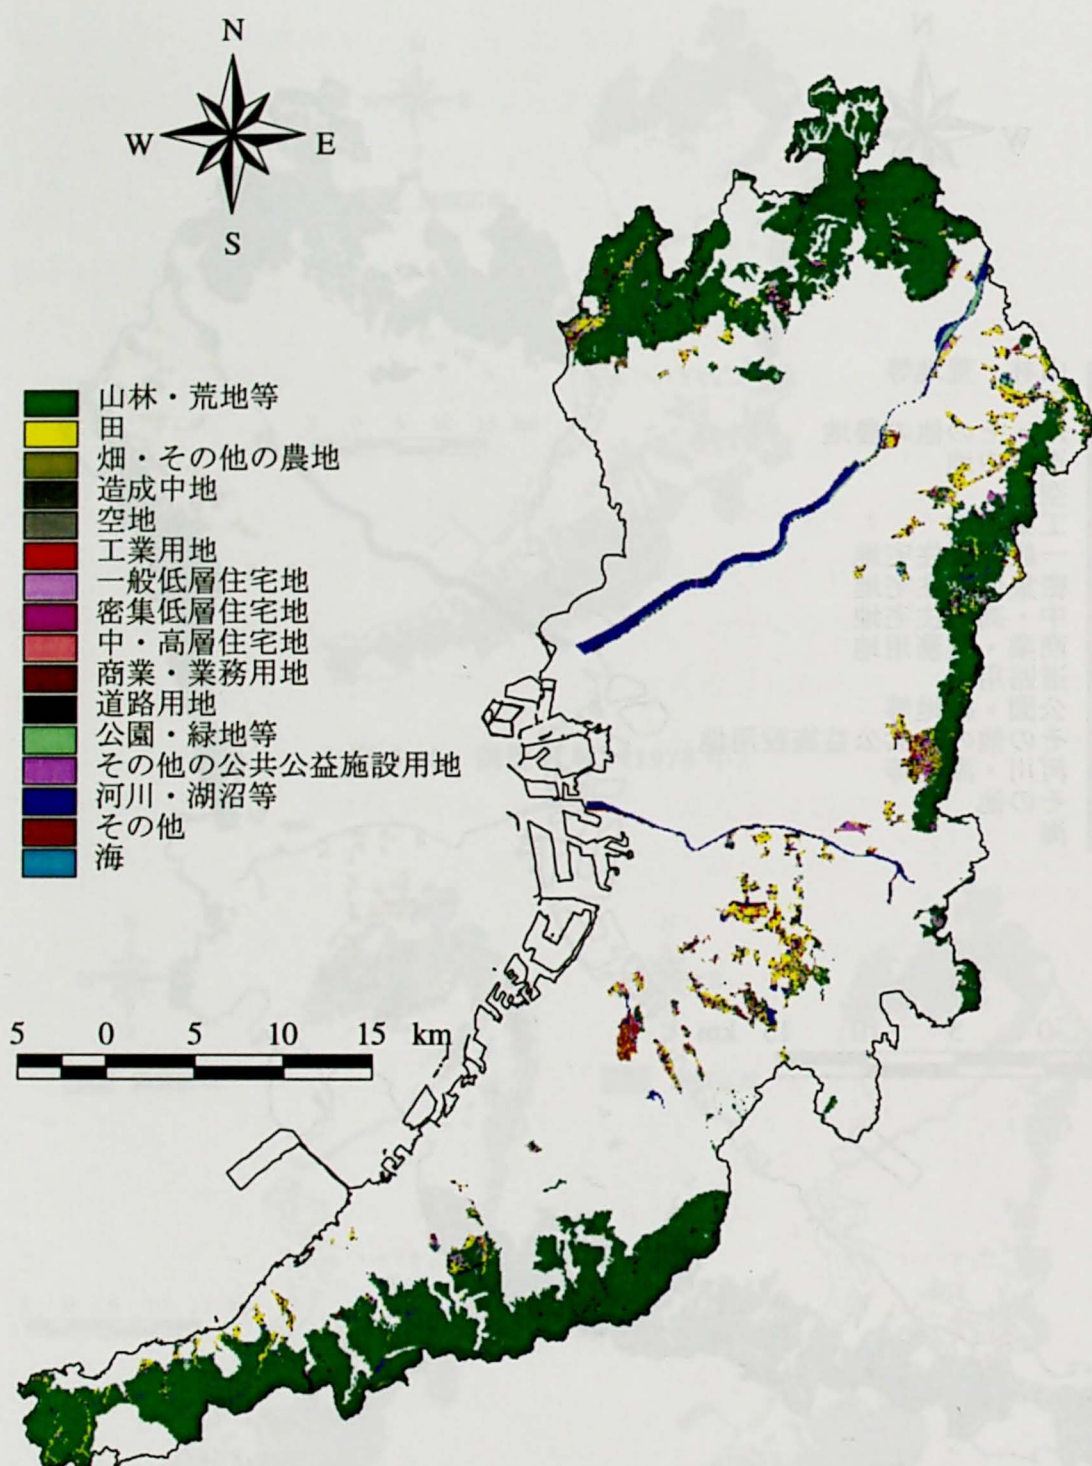 N
W E
S
山林・荒地等
田
畑・その他の農地
造成中地
空地
工業用地
一般低層住宅地
密集低層住宅地
中・高層住宅地
商業・業務用地
道路用地
公園・緑地等
その他の公共公益施設用地
河川・湖沼等
その他
海
5 0 5 10 15 km